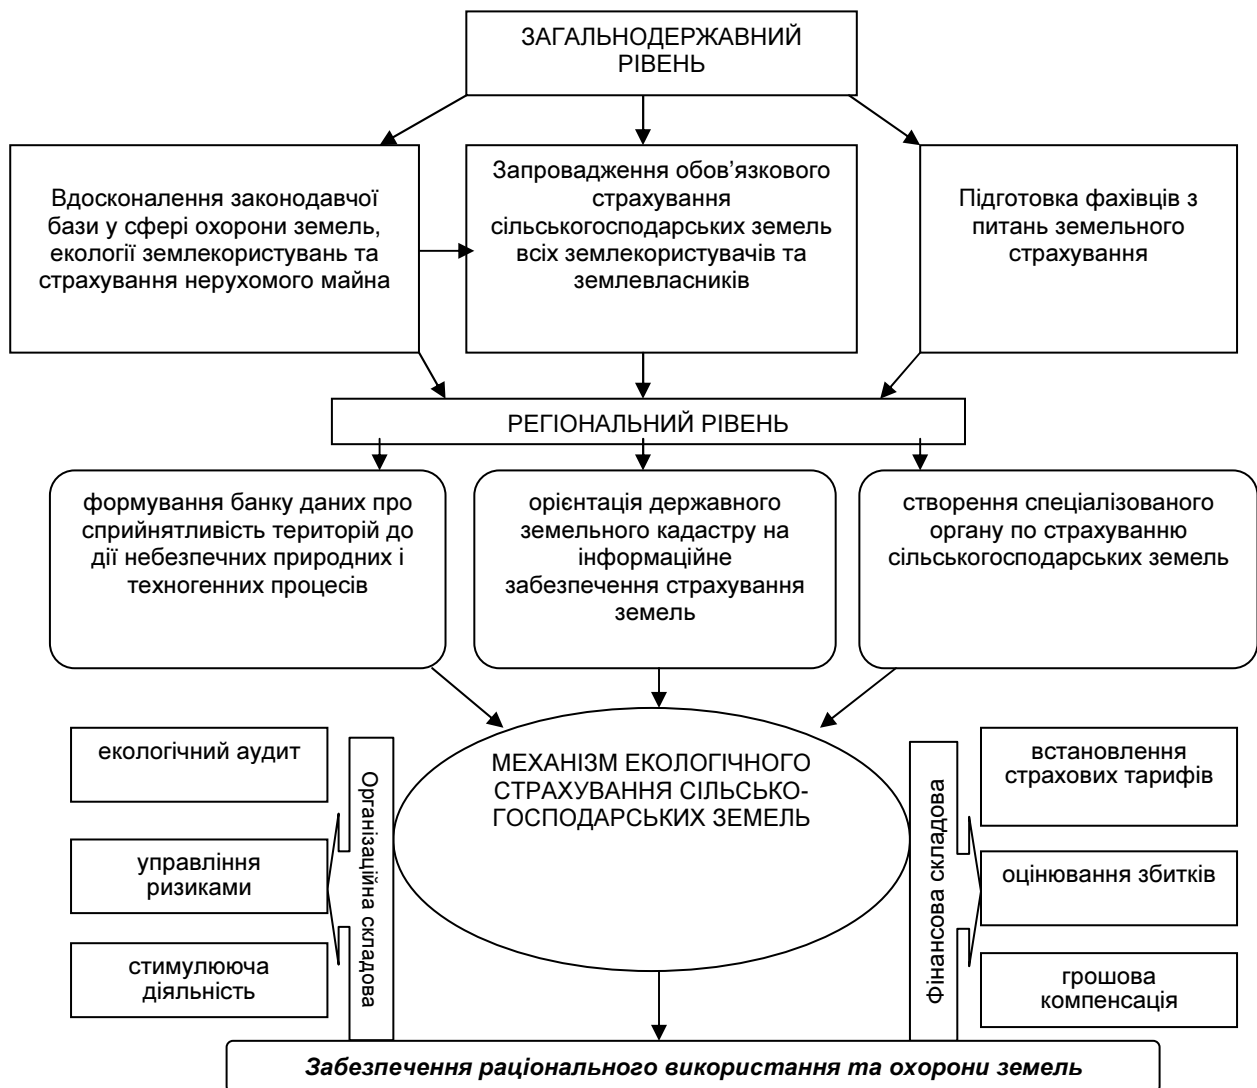 ЗАГАЛЬНОДЕРЖАВНИЙ
РІВЕНЬ
Вдосконалення законодавчої
бази у сфері охорони земель,
екології землекористувань та
страхування нерухомого майна
Запровадження обов’язкового
страхування
сільськогосподарських земель
всіх землекористувачів та
землевласників
Підготовка фахівців з
питань земельного
страхування
РЕГІОНАЛЬНИЙ РІВЕНЬ
формування банку даних про
сприйнятливість територій до
дії небезпечних природних і
техногенних процесів
орієнтація державного
земельного кадастру на
інформаційне
забезпечення страхування
земель
створення спеціалізованого
органу по страхуванню
сільськогосподарських земель
МЕХАНІЗМ ЕКОЛОГІЧНОГО
СТРАХУВАННЯ СІЛЬСЬКО-
ГОСПОДАРСЬКИХ ЗЕМЕЛЬ
екологічний аудит
управління
ризиками
стимулююча
діяльність
Організаційна складова
Фінансова складова
встановлення
страхових тарифів
оцінювання збитків
грошова
компенсація
Забезпечення раціонального використання та охорони земель